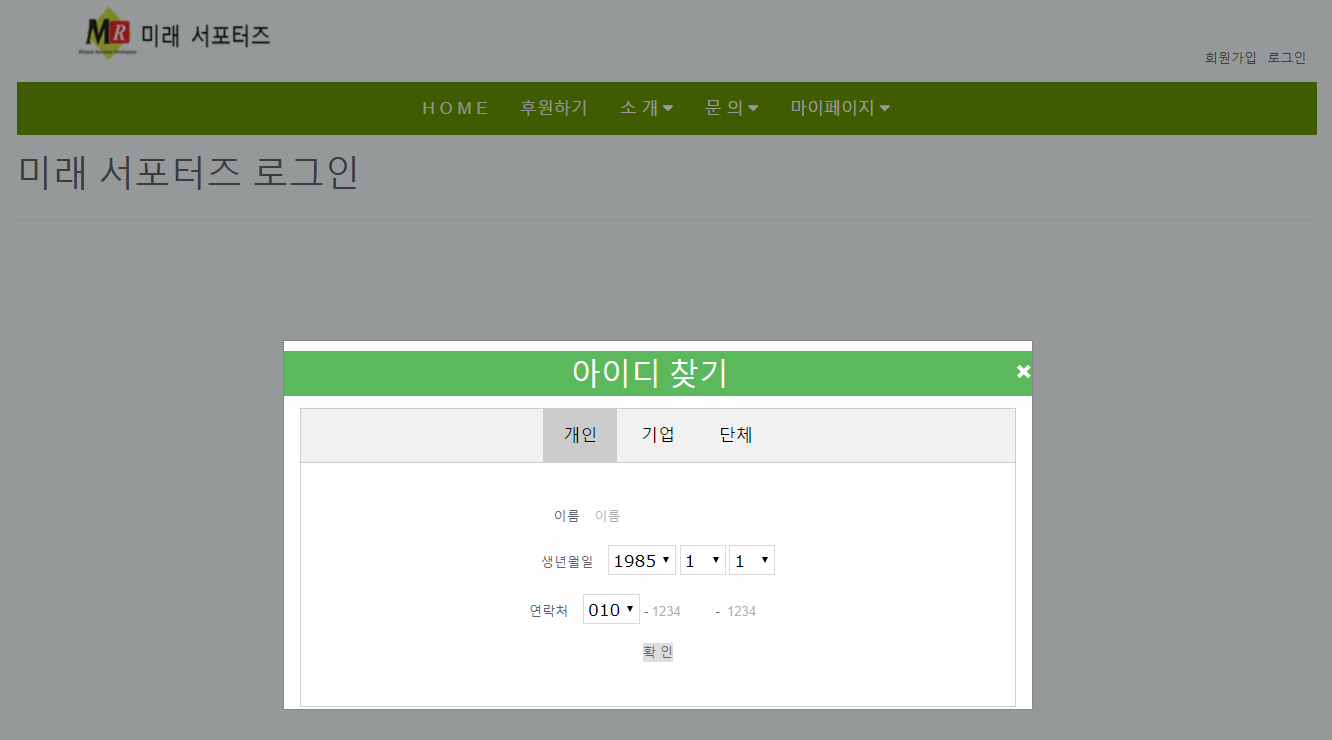 MR 미래 서포터즈
회원가입 로그인
H O M E 후원하기 소 개 문 의 마이페이지
미래 서포터즈 로그인
아이디 찾기 ×
개인 기업 단체
이름 이름
생년월일 1985 1 1
연락처 010 - 1234 - 1234
확 인